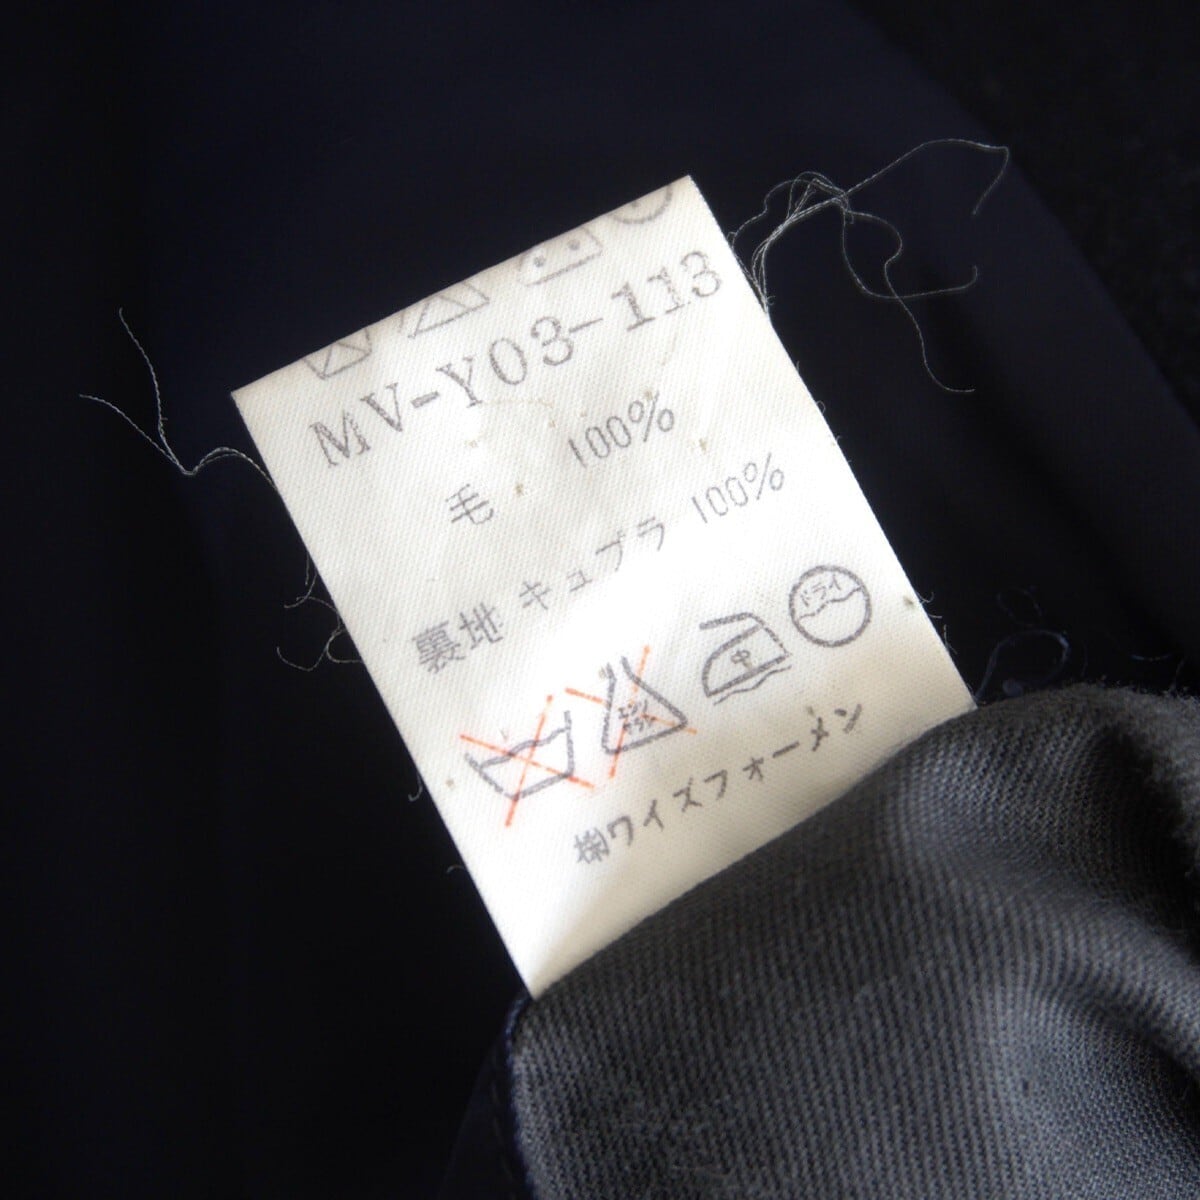 MV-Y03-113
毛 100%
裏地 キュプラ 100%
中
ドライ
㈱ワイズフォーメン